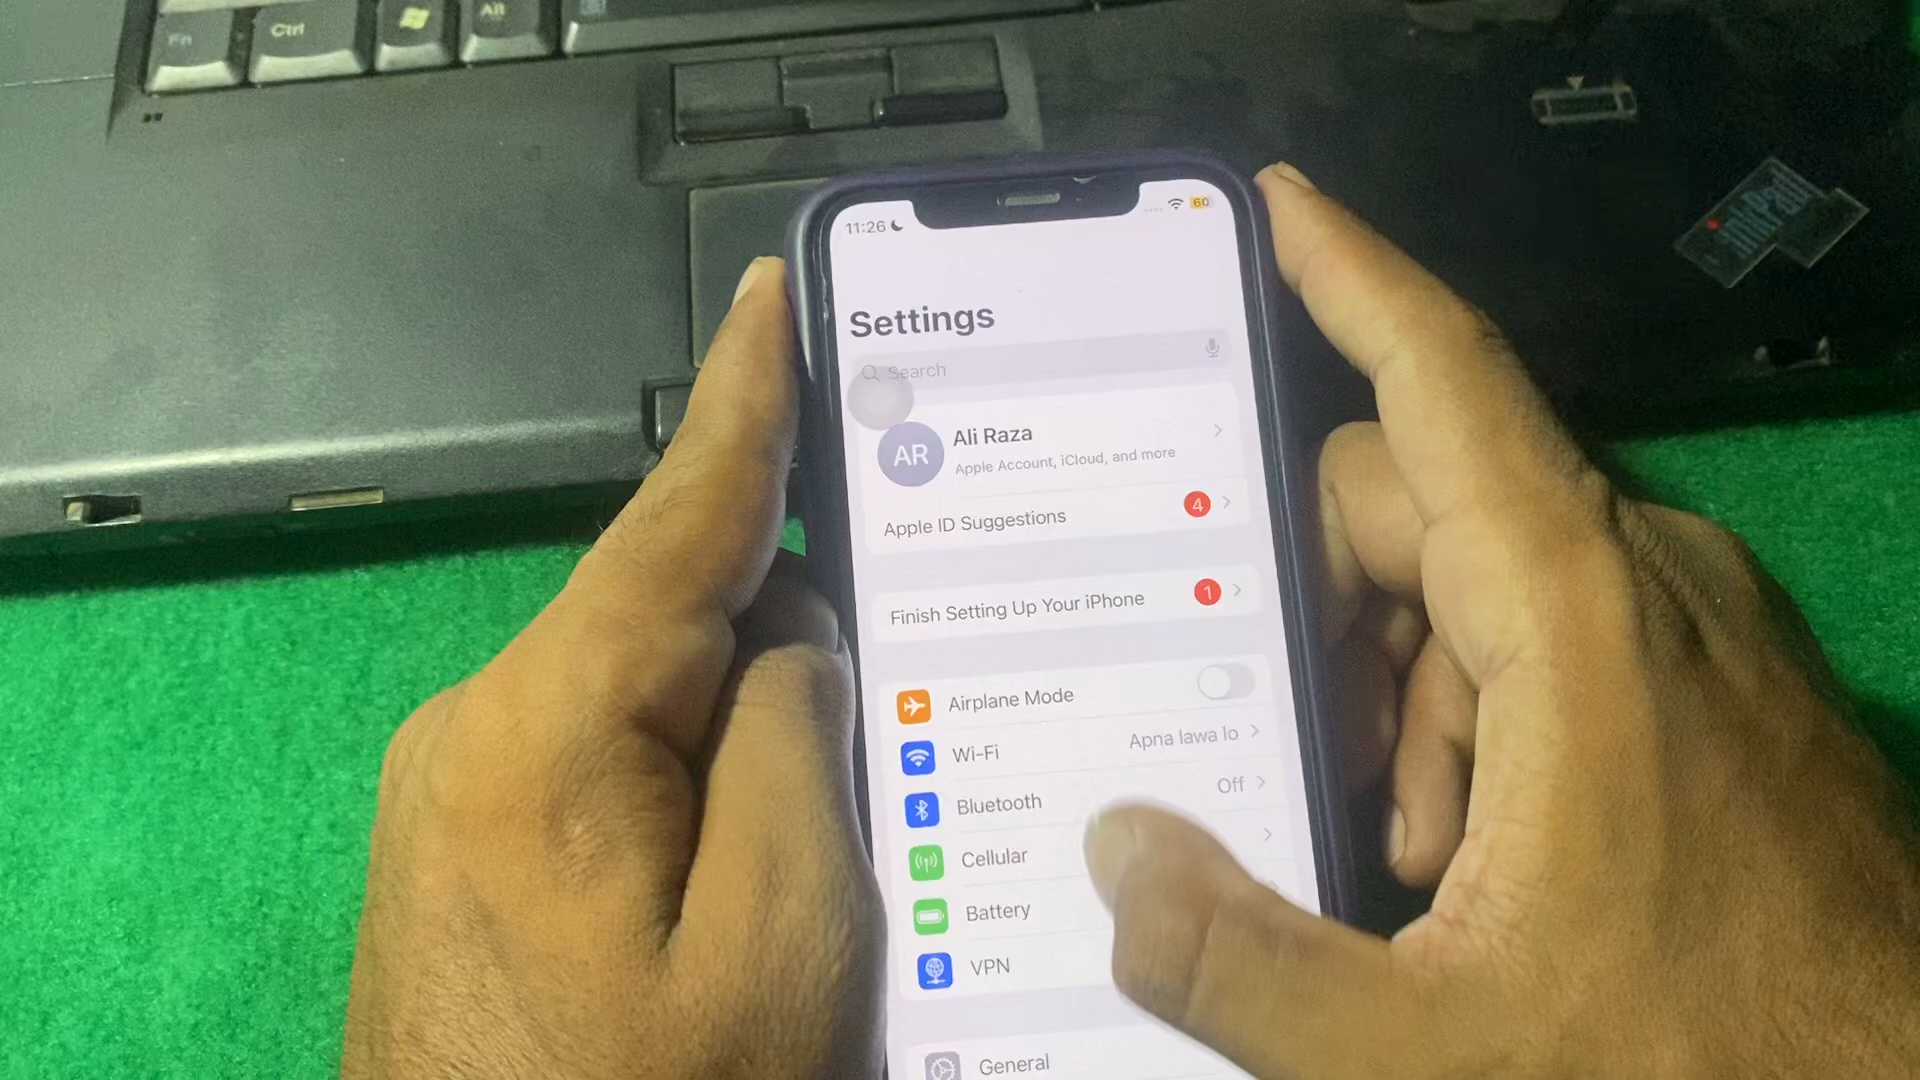 Fn
Ctrl
Alt
11:26
60
Settings
Search
AR
Ali Raza
Apple Account, iCloud, and more
Apple ID Suggestions
4
Finish Setting Up Your iPhone
1
Airplane Mode
Wi-Fi
Apna lawa lo
Bluetooth
Off
Cellular
Battery
VPN
General